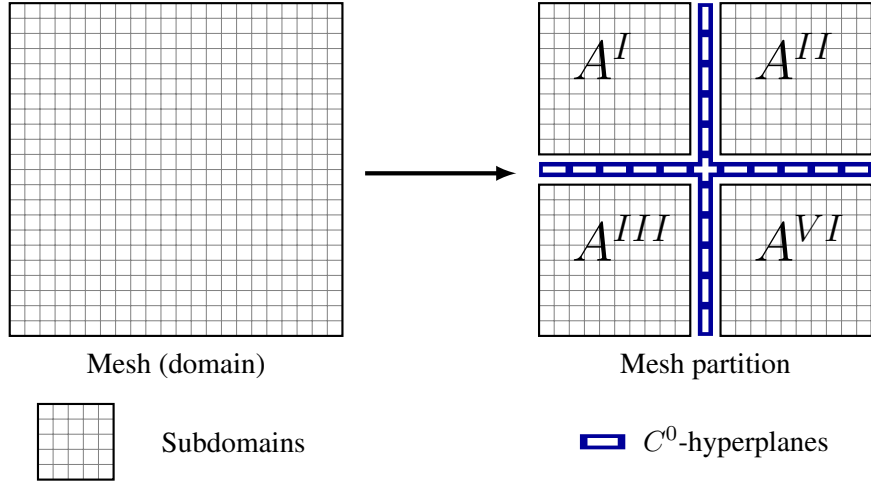 A^I A^{II}
A^{III} A^{VI}
Mesh (domain) Mesh partition
Subdomains C^0-hyperplanes